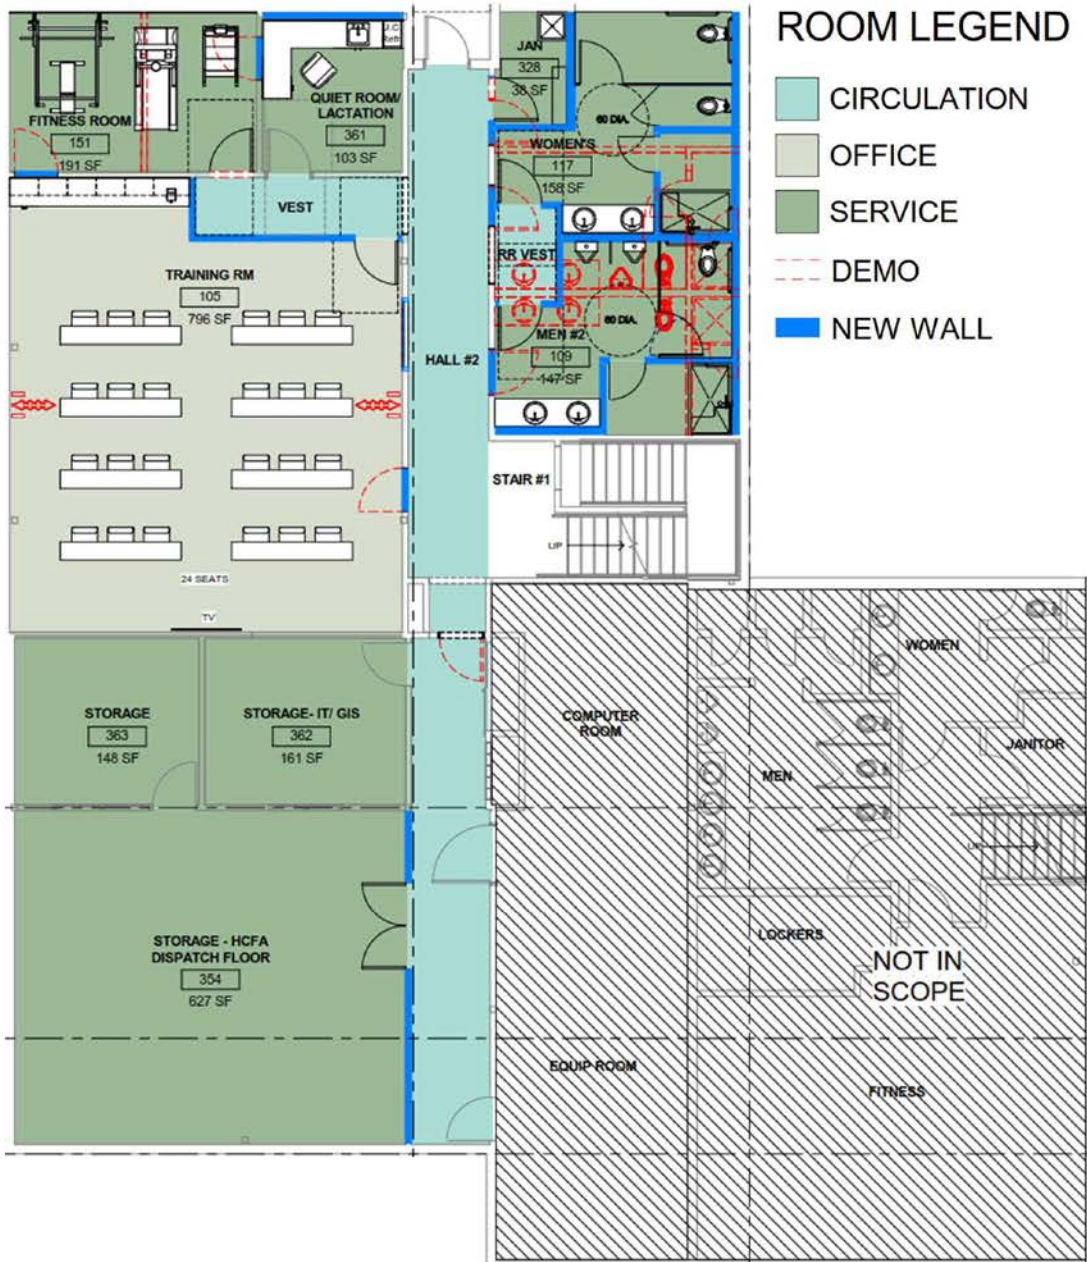 ROOM LEGEND
CIRCULATION
OFFICE
SERVICE
DEMO
NEW WALL
FITNESS ROOM
151
191 SF
QUIET ROOM/
LACTATION
361
103 SF
JAN
328
38 SF
60 DIA.
WOMEN'S
117
158 SF
VEST
RR VEST
TRAINING RM
105
796 SF
60 DIA.
MEN #2
109
147 SF
HALL #2
STAIR #1
UP
24 SEATS
TV
STORAGE
363
148 SF
STORAGE- IT/ GIS
362
161 SF
COMPUTER
ROOM
WOMEN
JANITOR
MEN
UP
LOCKERS
STORAGE - HCFA
DISPATCH FLOOR
354
627 SF
NOT IN
SCOPE
EQUIP ROOM
FITNESS